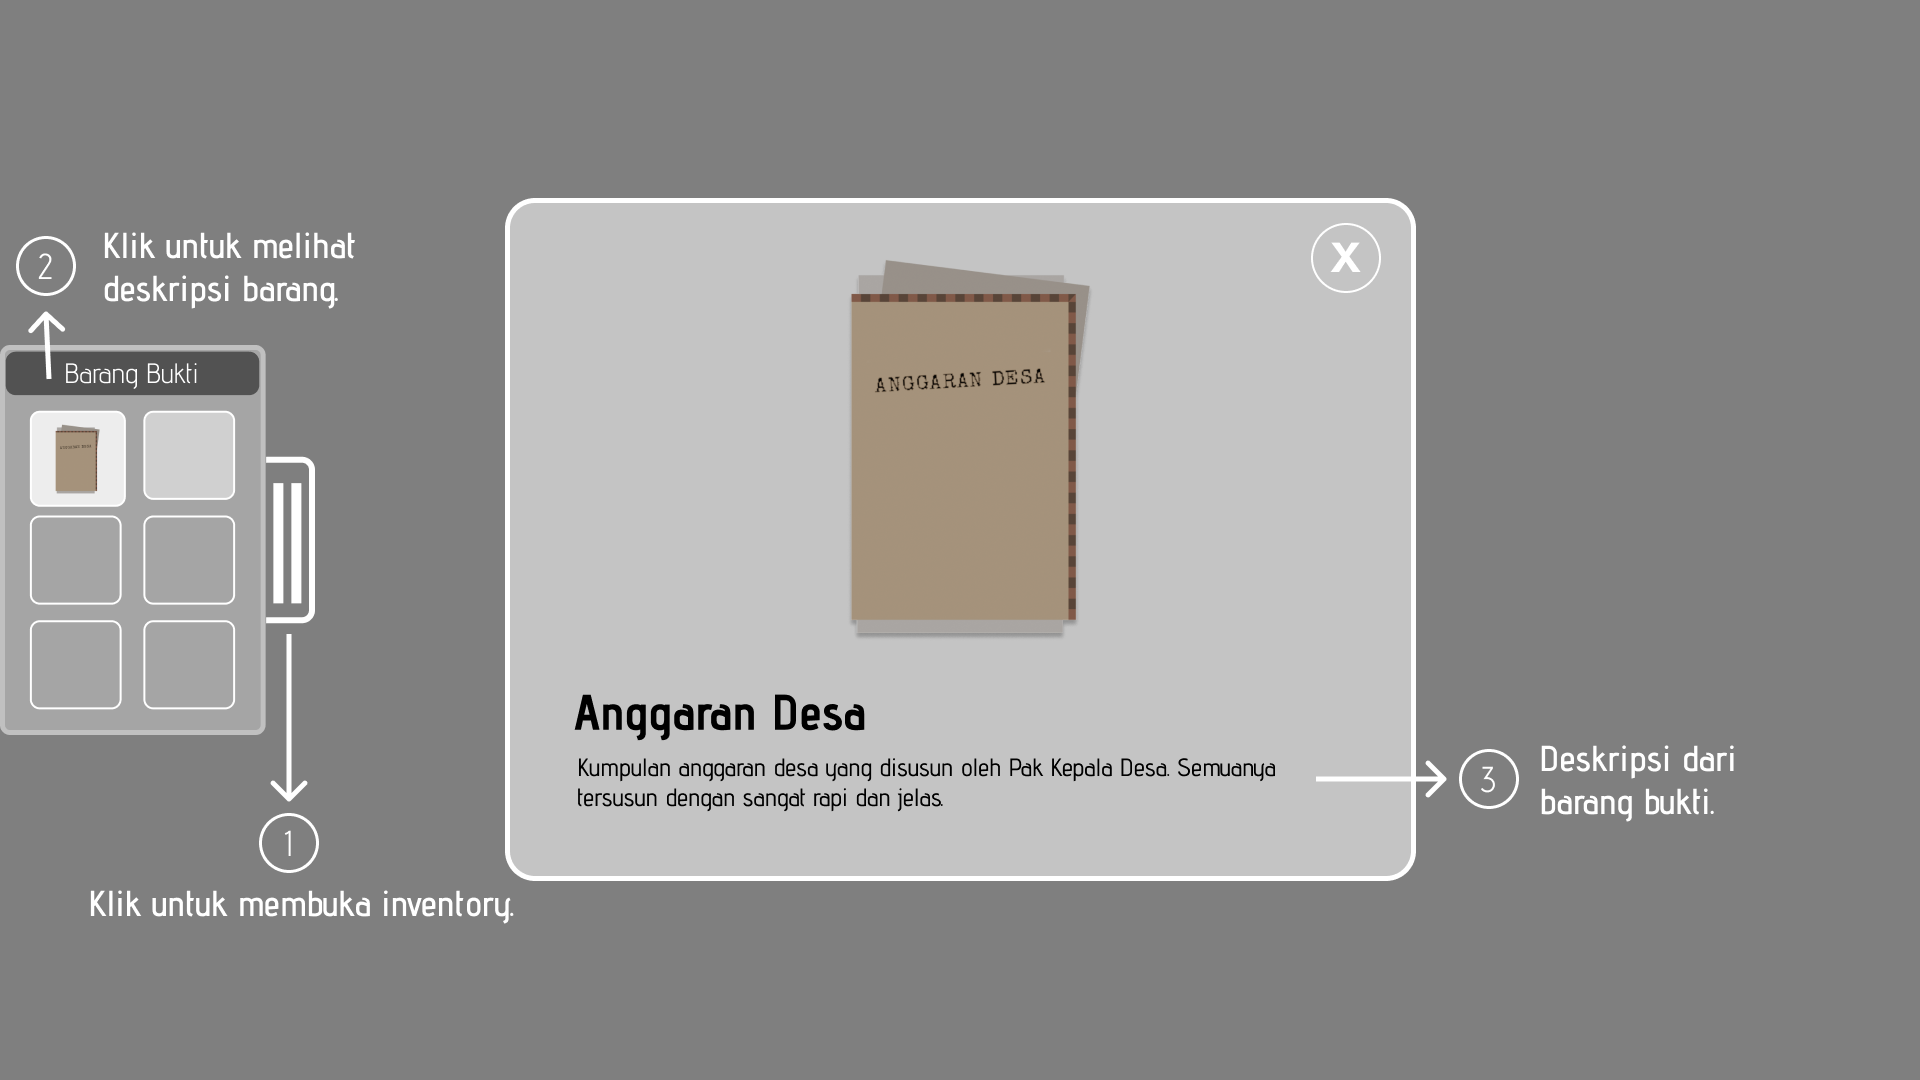 2
Klik untuk melihat
deskripsi barang.
Barang Bukti
1
Klik untuk membuka inventory.
X
ANGGARAN DESA
Anggaran Desa
Kumpulan anggaran desa yang disusun oleh Pak Kepala Desa. Semuanya
tersusun dengan sangat rapi dan jelas.
3
Deskripsi dari
barang bukti.